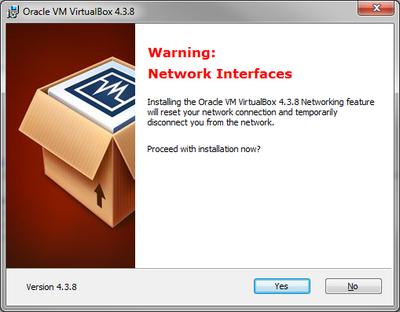 Oracle VM VirtualBox 4.3.8
Warning:
Network Interfaces
Installing the Oracle VM VirtualBox 4.3.8 Networking feature
will reset your network connection and temporarily
disconnect you from the network.
Proceed with installation now?
Version 4.3.8
Yes
No